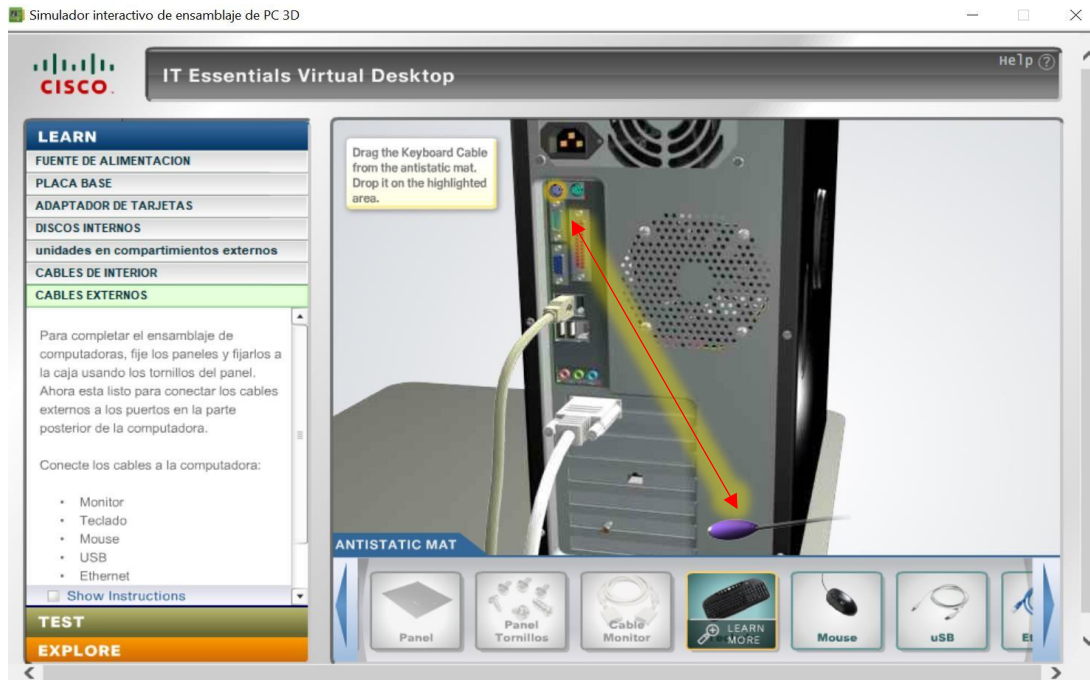 Simulador interactivo de ensamblaje de PC 3D
CISCO
IT Essentials Virtual Desktop
Help ?
LEARN
FUENTE DE ALIMENTACION
PLACA BASE
ADAPTADOR DE TARJETAS
DISCOS INTERNOS
unidades en compartimientos externos
CABLES DE INTERIOR
CABLES EXTERNOS
Para completar el ensamblaje de
computadoras, fije los paneles y fijarlos a
la caja usando los tornillos del panel.
Ahora esta listo para conectar los cables
externos a los puertos en la parte
posterior de la computadora.
Conecte los cables a la computadora:
• Monitor
• Teclado
• Mouse
• USB
• Ethernet
Show Instructions
TEST
EXPLORE
Drag the Keyboard Cable
from the antistatic mat.
Drop it on the highlighted
area.
ANTISTATIC MAT
Panel
Panel
Tornillos
Cable
Monitor
LEARN
MORE
Mouse
uSB